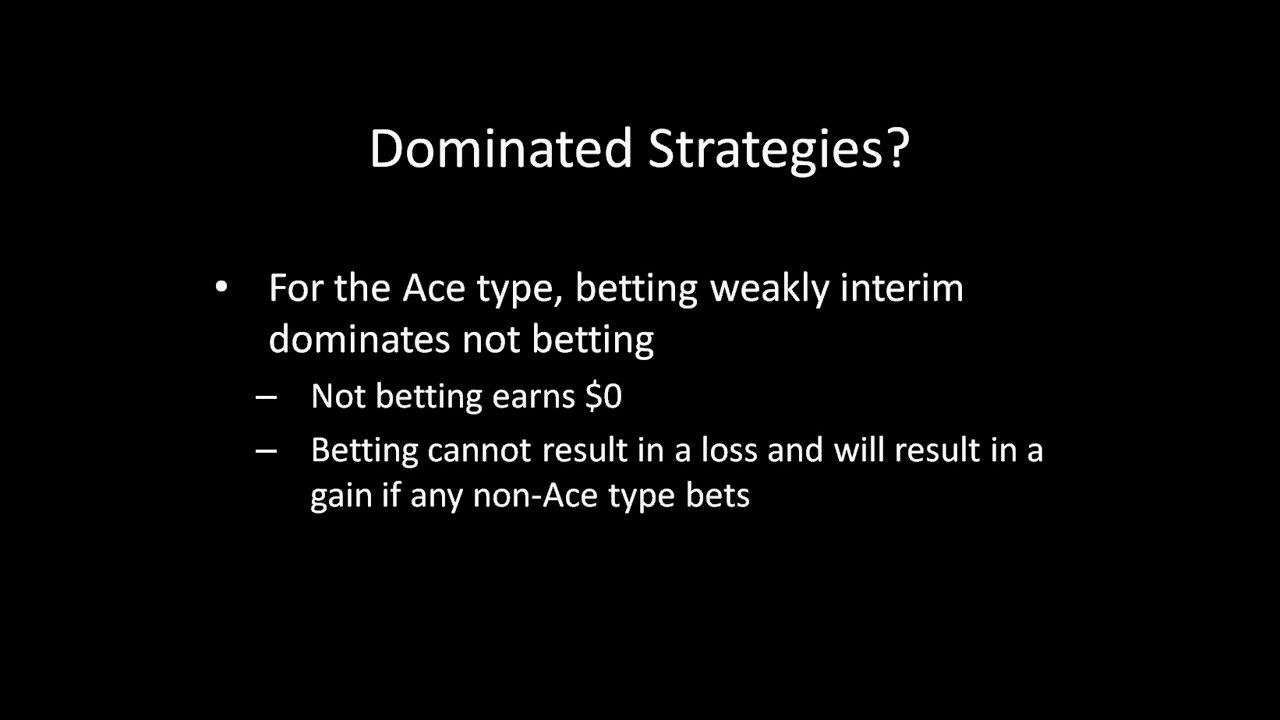 Dominated Strategies?
• For the Ace type, betting weakly interim
dominates not betting
– Not betting earns $0
– Betting cannot result in a loss and will result in a
gain if any non-Ace type bets